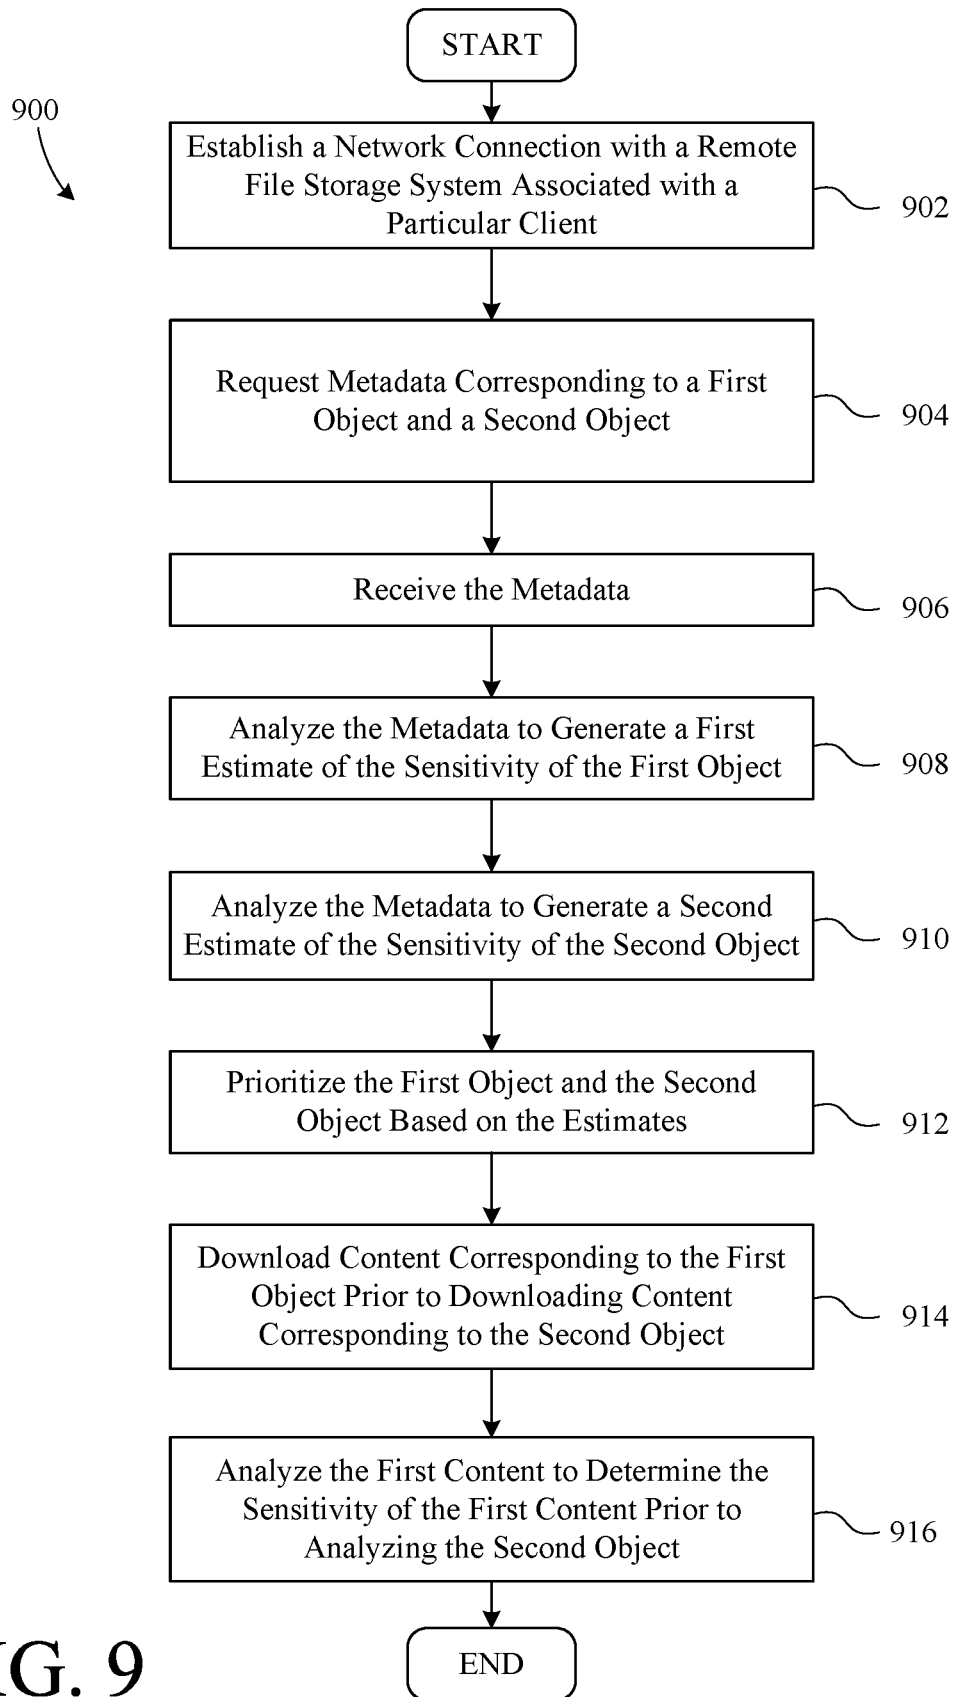 START
900
Establish a Network Connection with a Remote
File Storage System Associated with a
Particular Client
902
Request Metadata Corresponding to a First
Object and a Second Object
904
Receive the Metadata
906
Analyze the Metadata to Generate a First
Estimate of the Sensitivity of the First Object
908
Analyze the Metadata to Generate a Second
Estimate of the Sensitivity of the Second Object
910
Prioritize the First Object and the Second
Object Based on the Estimates
912
Download Content Corresponding to the First
Object Prior to Downloading Content
Corresponding to the Second Object
914
Analyze the First Content to Determine the
Sensitivity of the First Content Prior to
Analyzing the Second Object
916
END
IG. 9